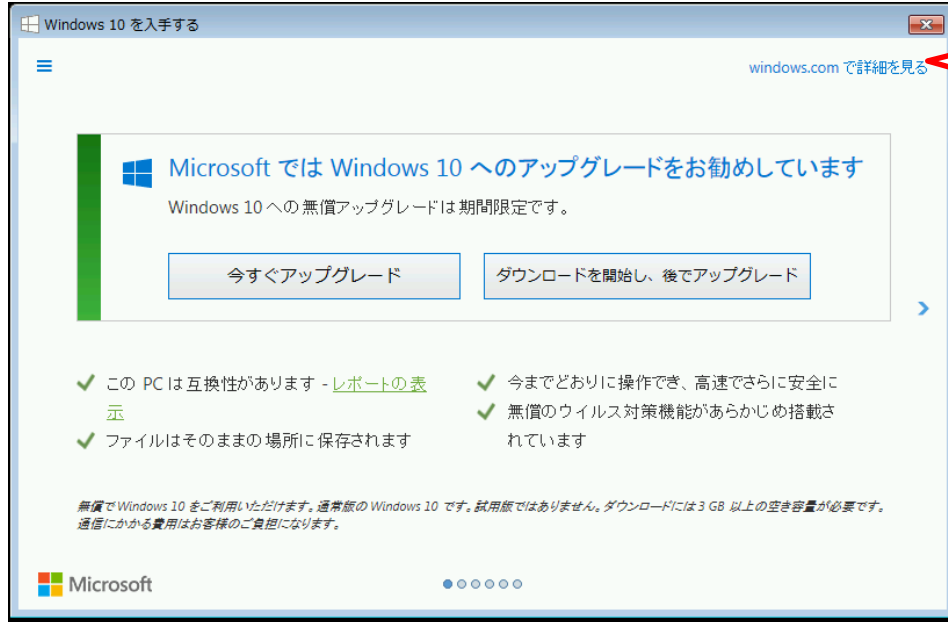 Windows 10 を入手する
windows.com で詳細を見る
Microsoft では Windows 10 へのアップグレードをお勧めしています
Windows 10 への無償アップグレードは期間限定です。
今すぐアップグレード
ダウンロードを開始し、後でアップグレード
この PC は互換性があります - レポートの表
示
ファイルはそのままの場所に保存されます
今までどおりに操作でき、高速でさらに安全に
無償のウイルス対策機能があらかじめ搭載さ
れています
無償で Windows 10 をご利用いただけます。通常版の Windows 10 です。試用版ではありません。ダウンロードには 3 GB 以上の空き容量が必要です。
通信にかかる費用はお客様のご負担になります。
Microsoft